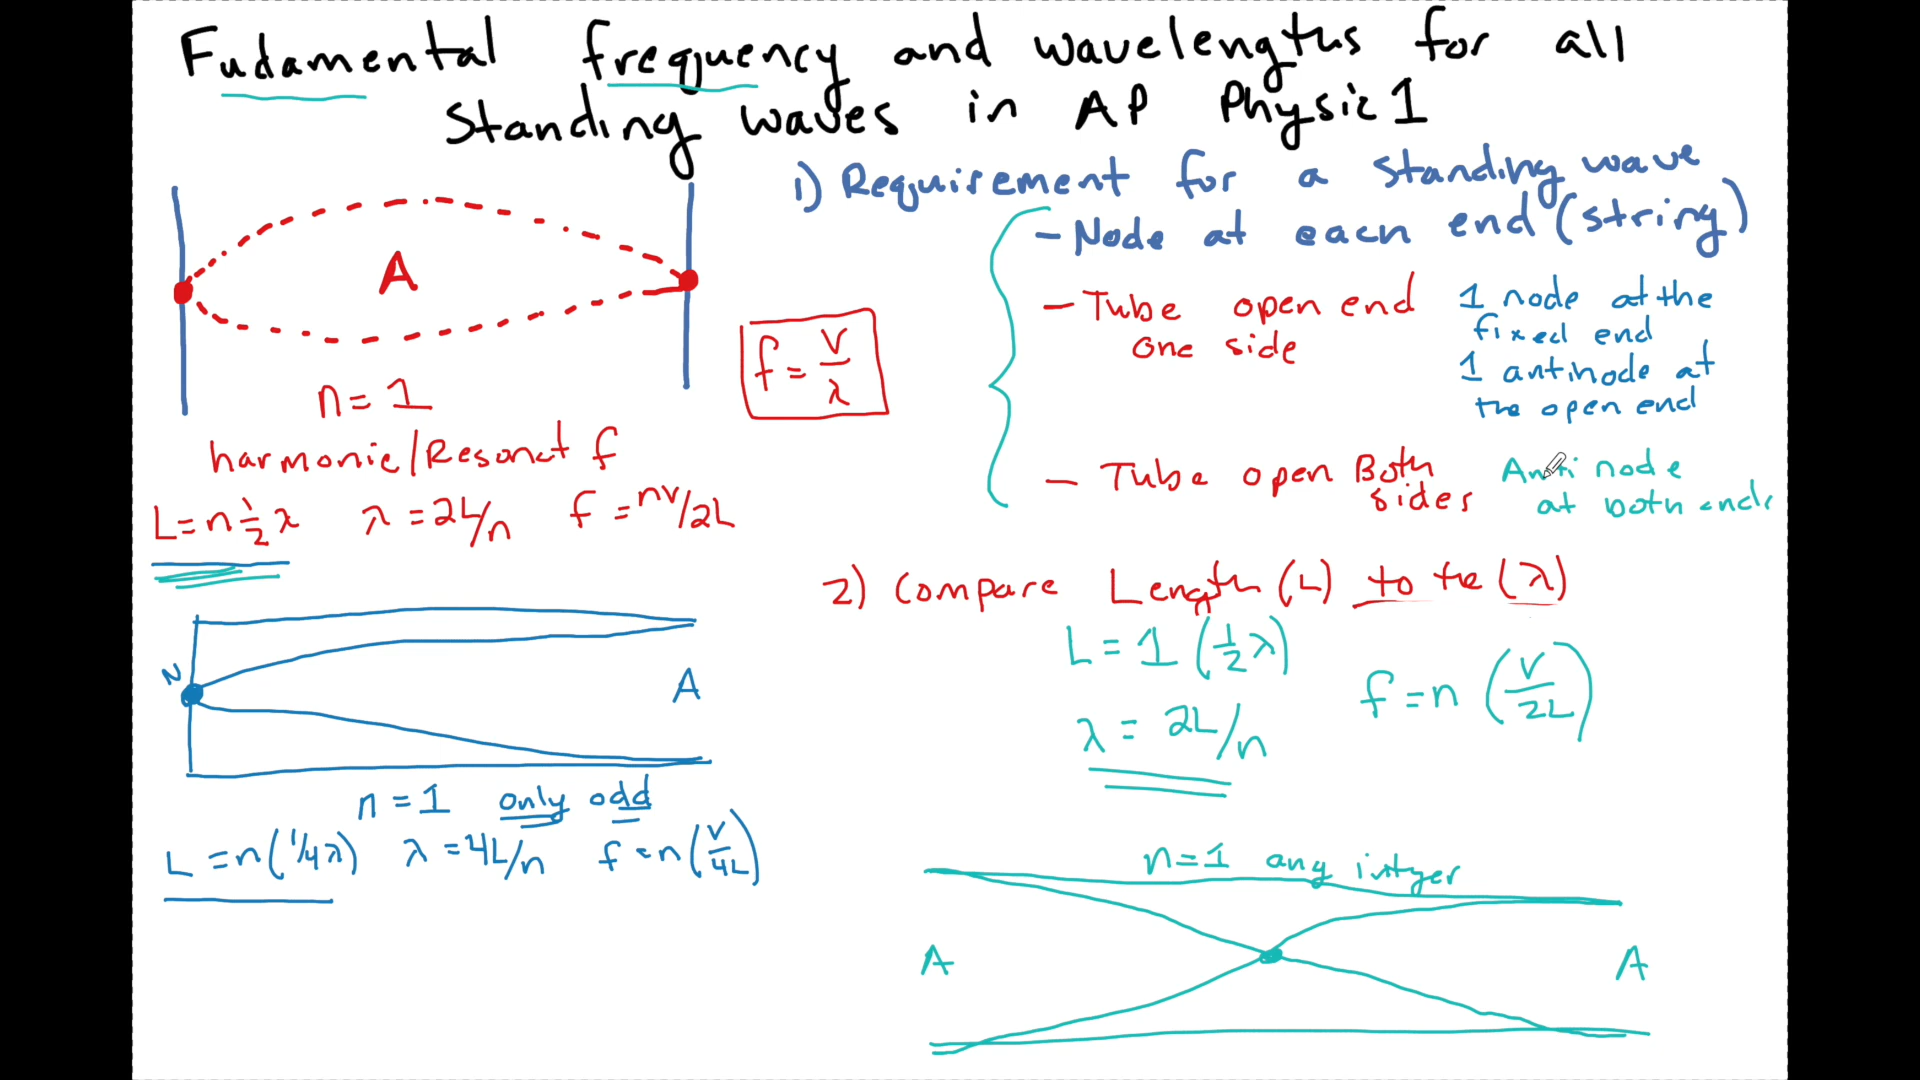 Fudamental frequency and wavelengths for all
Standing waves in AP Physic 1
1) Requirement for a standing wave
- Node at each end (string)
A
- Tube open end
one side
1 node at the
fixed end
1 antinode at
the open end
f = v/λ
n = 1
harmonic/Resonat f
L = n 1/2 λ λ = 2L/n f = nv/2L
- Tube open Both
sides
Anti node
at both ends
2) Compare Length (L) to the (λ)
L = 1 (1/2 λ)
λ = 2L/n
f = n (v/2L)
N
A
n = 1 only odd
L = n(1/4 λ) λ = 4L/n f = n(v/4L)
n=1 any integer
A
A